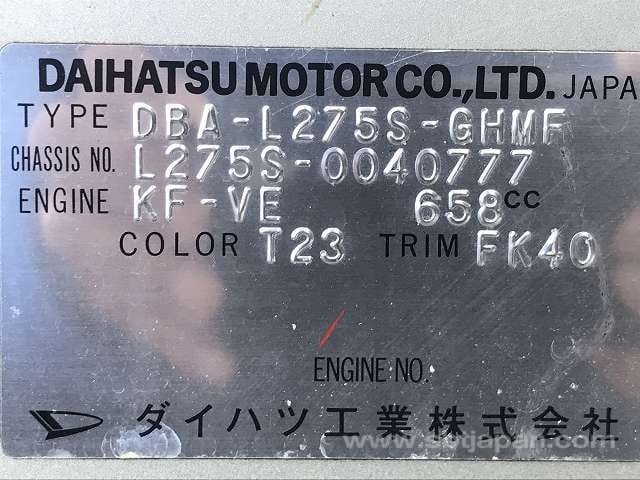 DAIHATSU MOTOR CO.,LTD. JAPA
TYPE DBA-L275S-GHMF
CHASSIS NO. L275S-0040777
ENGINE KF-VE 658CC
COLOR T23 TRIM FK40
ENGINE NO.
ダイハツ工業株式会社
www.sbtjapan.com